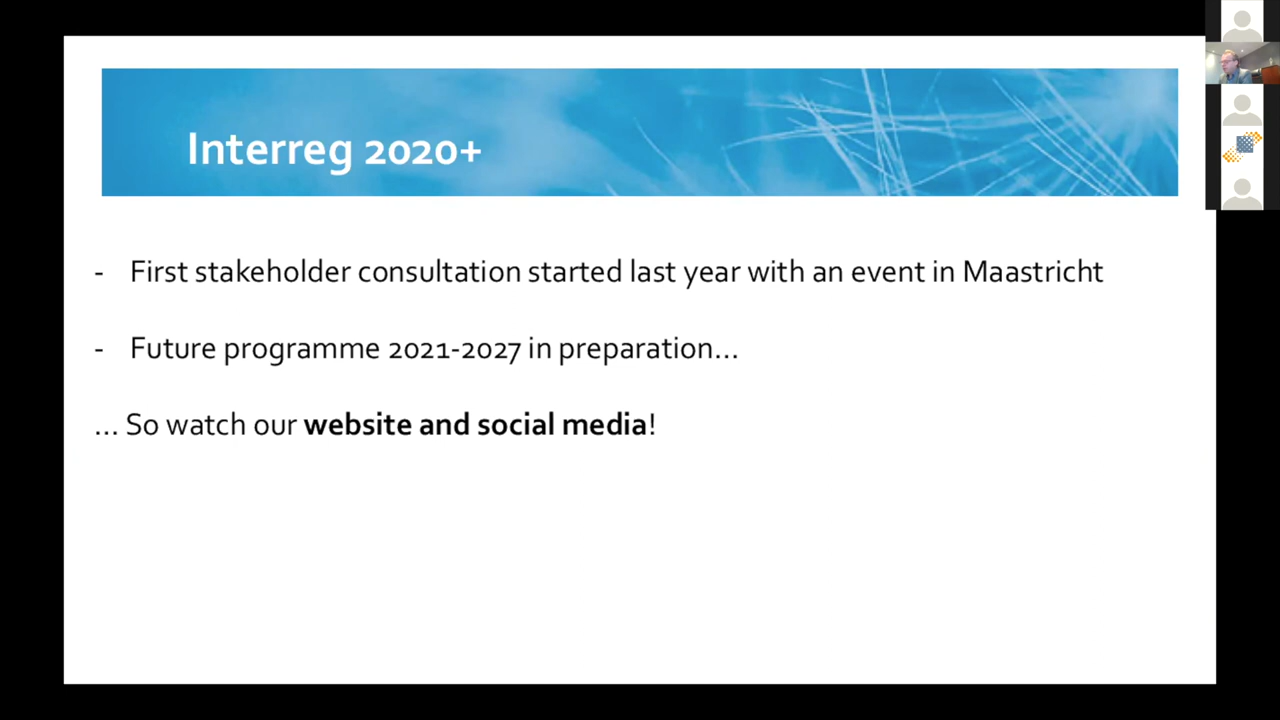 Interreg 2020+
- First stakeholder consultation started last year with an event in Maastricht
- Future programme 2021-2027 in preparation...
... So watch our website and social media!